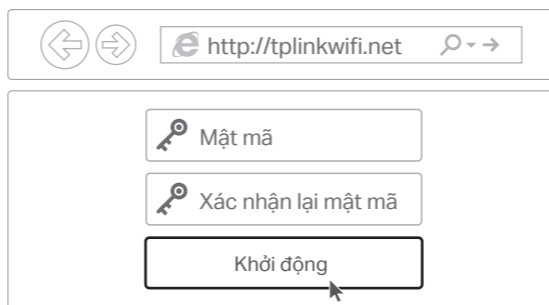 http://tplinkwifi.net
Mật mã
Xác nhận lại mật mã
Khởi động